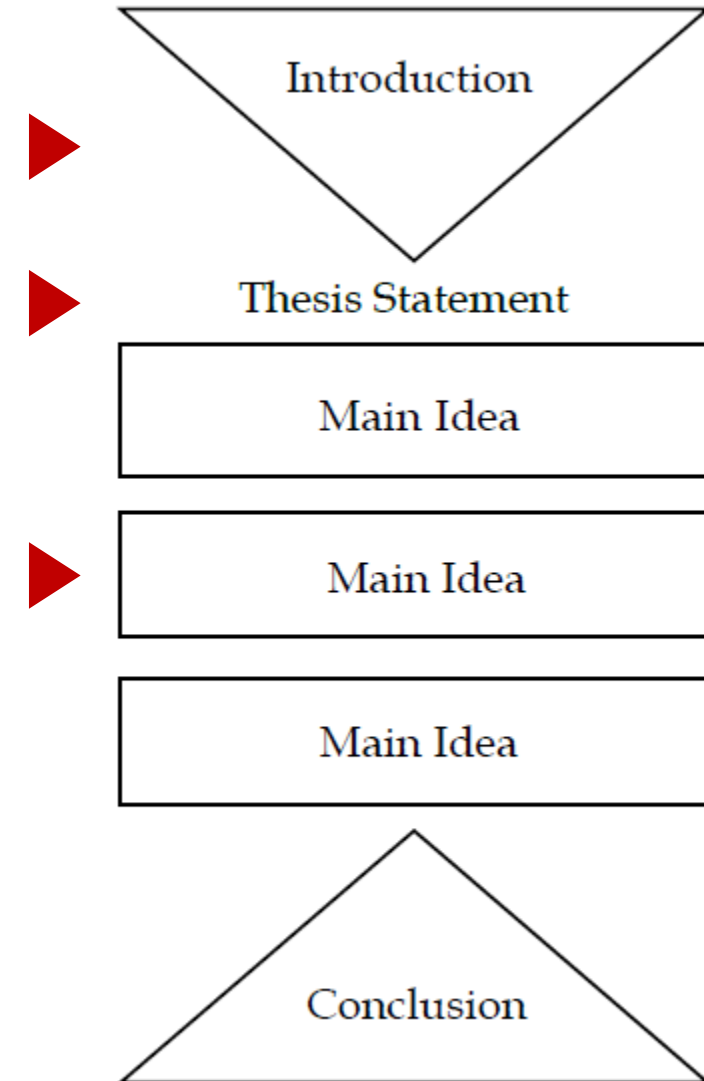 Introduction
Thesis Statement
Main Idea
Main Idea
Main Idea
Conclusion